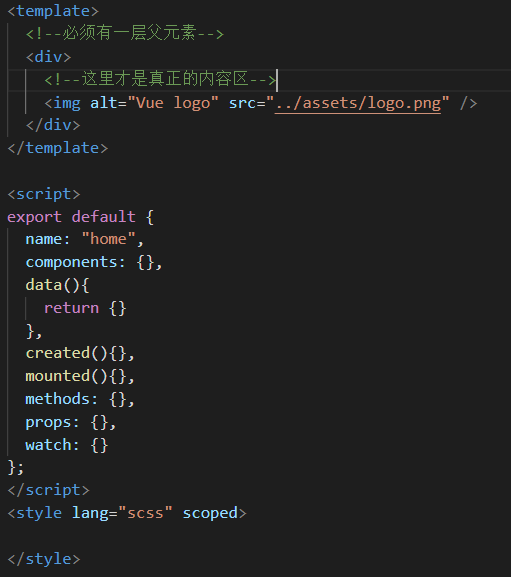 <template>
  <!--必须有一层父元素-->
  <div>
    <!--这里才是真正的内容区-->
    <img alt="Vue logo" src="../assets/logo.png" />
  </div>
</template>

<script>
export default {
  name: "home",
  components: {},
  data(){
    return {}
  },
  created(){},
  mounted(){},
  methods: {},
  props: {},
  watch: {}
};
</script>
<style lang="scss" scoped>

</style>